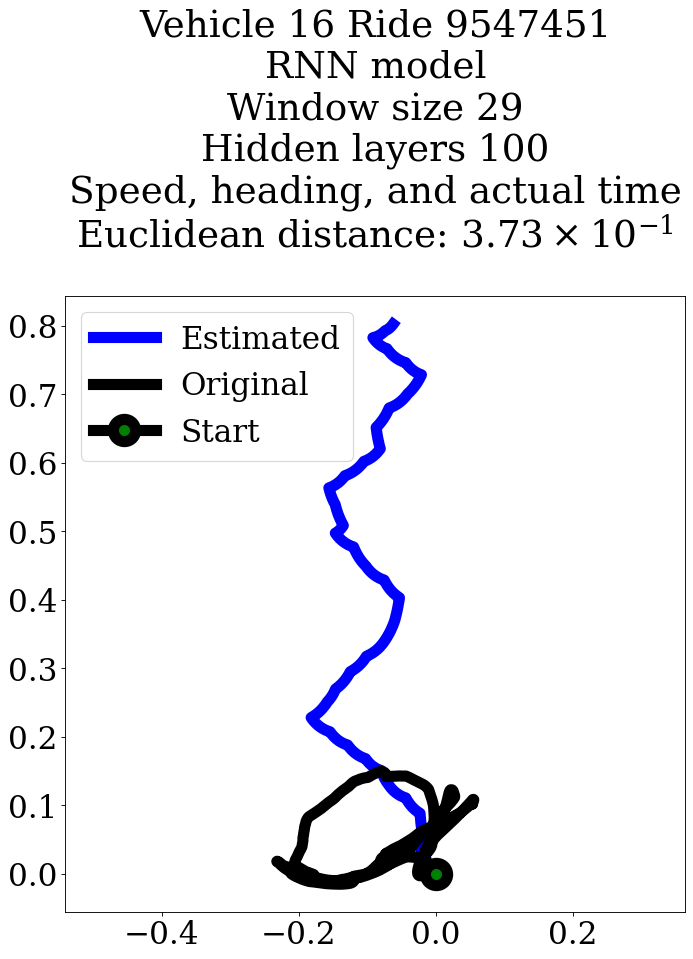 Vehicle 16 Ride 9547451
RNN model
Window size 29
Hidden layers 100
Speed, heading, and actual time
Euclidean distance: 3.73 × 10⁻¹
Estimated
Original
Start
0.8
0.7
0.6
0.5
0.4
0.3
0.2
0.1
0.0
−0.4 −0.2 0.0 0.2